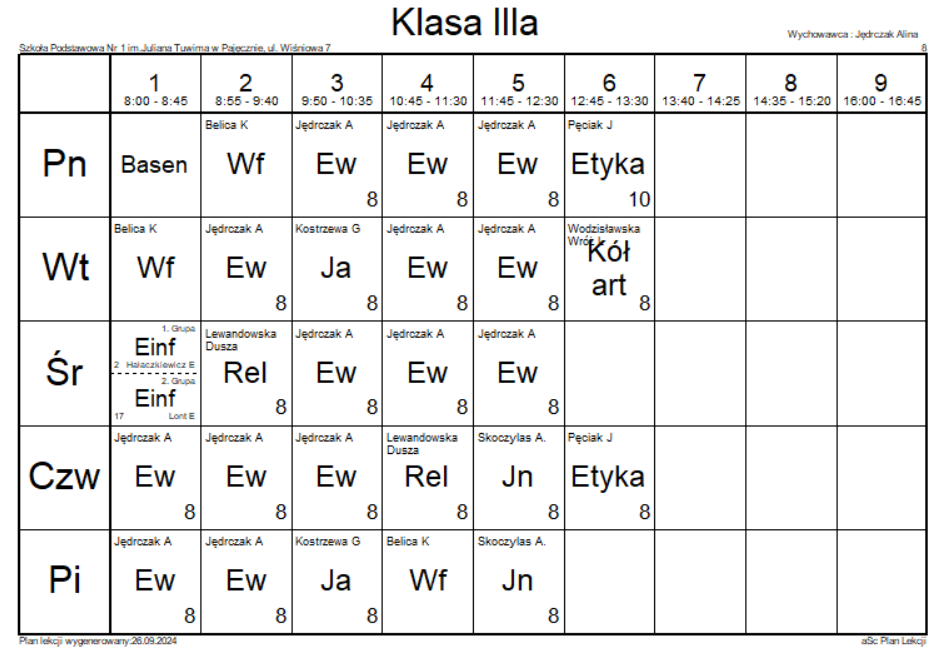 Klasa IIIa
Szkoła Podstawowa Nr 1 im.Juliana Tuwima w Pajęcznie, ul. Wiśniowa 7
Wychowawca : Jędrczak Alina
8
1 2 3 4 5 6 7 8 9
8:00 - 8:45 8:55 - 9:40 9:50 - 10:35 10:45 - 11:30 11:45 - 12:30 12:45 - 13:30 13:40 - 14:25 14:35 - 15:20 16:00 - 16:45
Pn
Basen
Belica K
Wf
Jędrczak A
Ew
8
Jędrczak A
Ew
8
Jędrczak A
Ew
8
Pęciak J
Etyka
10
Wt
Belica K
Wf
Jędrczak A
Ew
8
Kostrzewa G
Ja
8
Jędrczak A
Ew
8
Jędrczak A
Ew
8
Wodzisławska
Kół
art
8
Śr
1. Grupa
Einf
2 Hałaczkiewicz E
2. Grupa
Einf
17 Lont E
Lewandowska
Dusza
Rel
8
Jędrczak A
Ew
8
Jędrczak A
Ew
8
Jędrczak A
Ew
8
Czw
Jędrczak A
Ew
8
Jędrczak A
Ew
8
Jędrczak A
Ew
8
Lewandowska
Dusza
Rel
8
Skoczylas A.
Jn
8
Pęciak J
Etyka
8
Pi
Jędrczak A
Ew
8
Jędrczak A
Ew
8
Kostrzewa G
Ja
8
Belica K
Wf
Skoczylas A.
Jn
8
Plan lekcji wygenerowany:26.09.2024
aSc Plan Lekcji